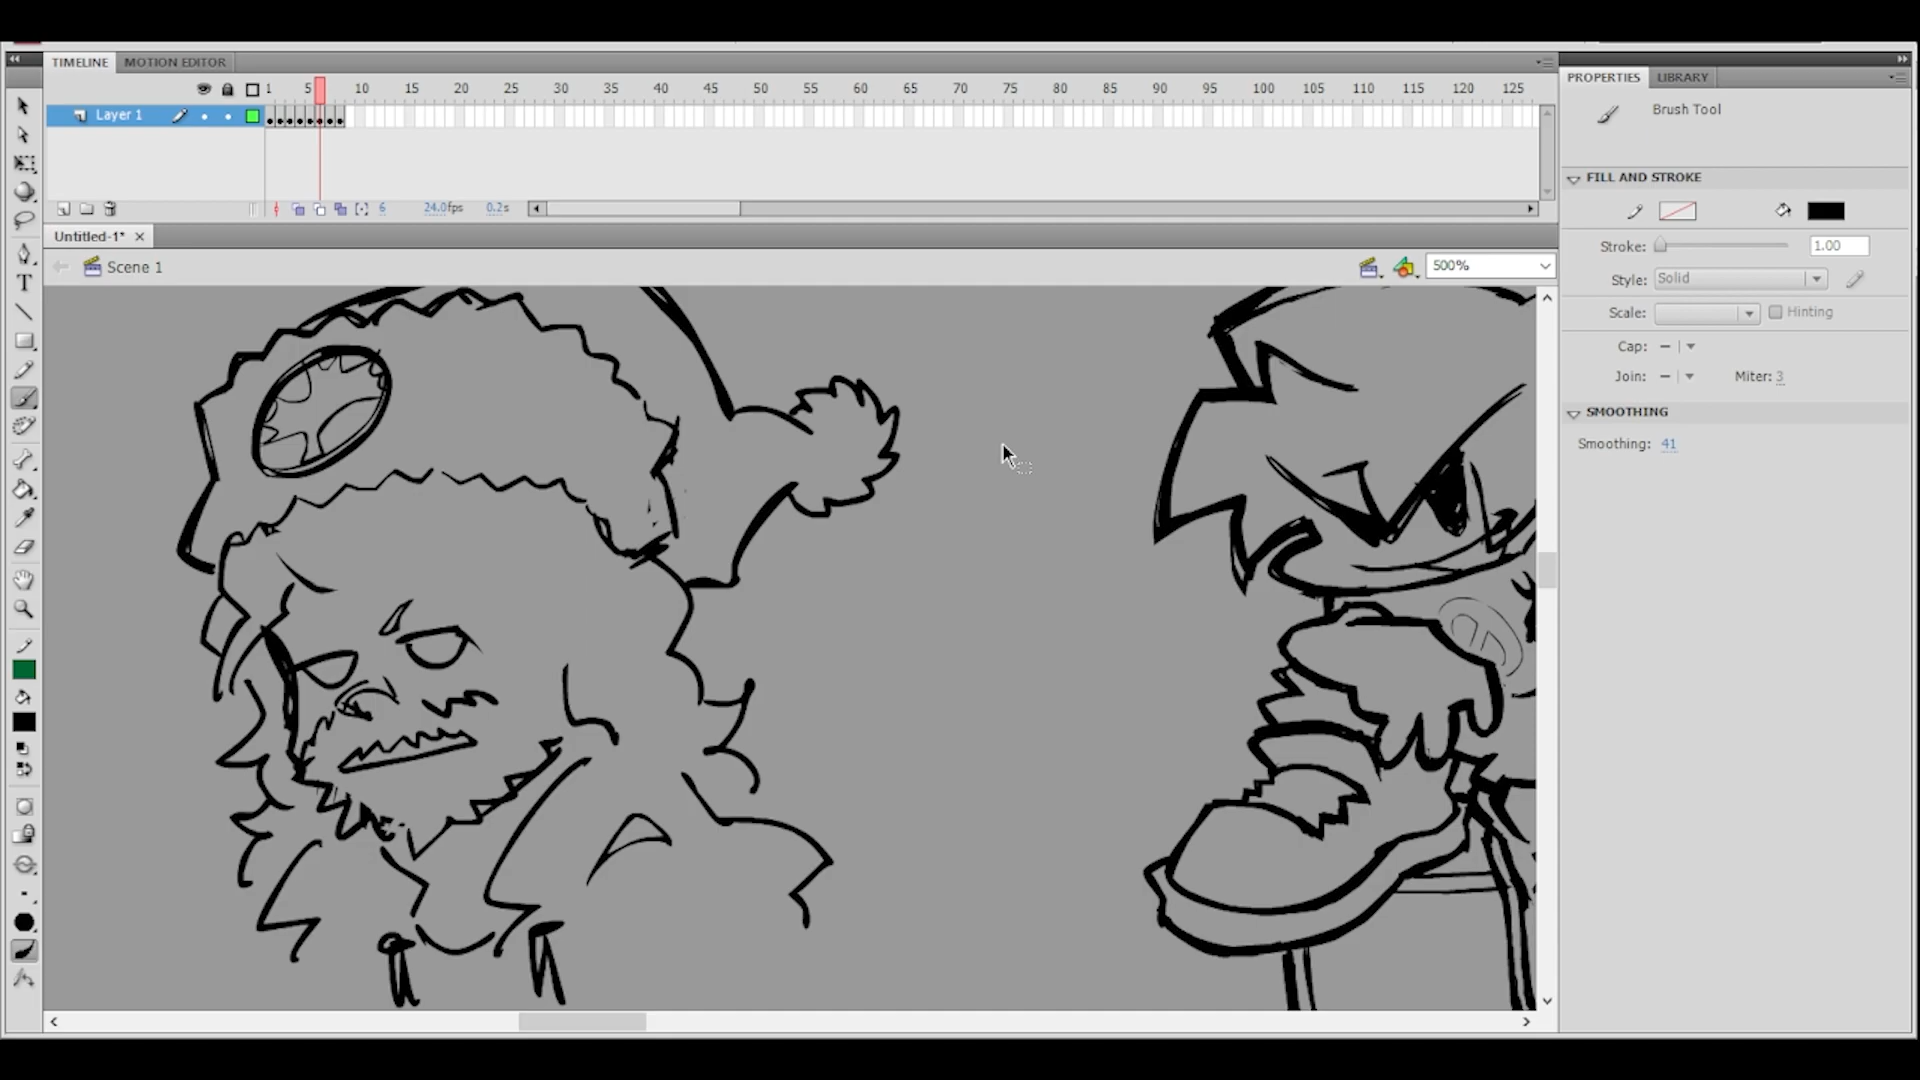 TIMELINE MOTION EDITOR
1 5 10 15 20 25 30 35 40 45 50 55 60 65 70 75 80 85 90 95 100 105 110 115 120 125
Layer 1
6 24.0fps 0.2s
Untitled-1*
Scene 1
500%
T
PROPERTIES LIBRARY
Brush Tool
FILL AND STROKE
Stroke: 1.00
Style: Solid
Scale: Hinting
Cap:
Join: Miter: 3
SMOOTHING
Smoothing: 41